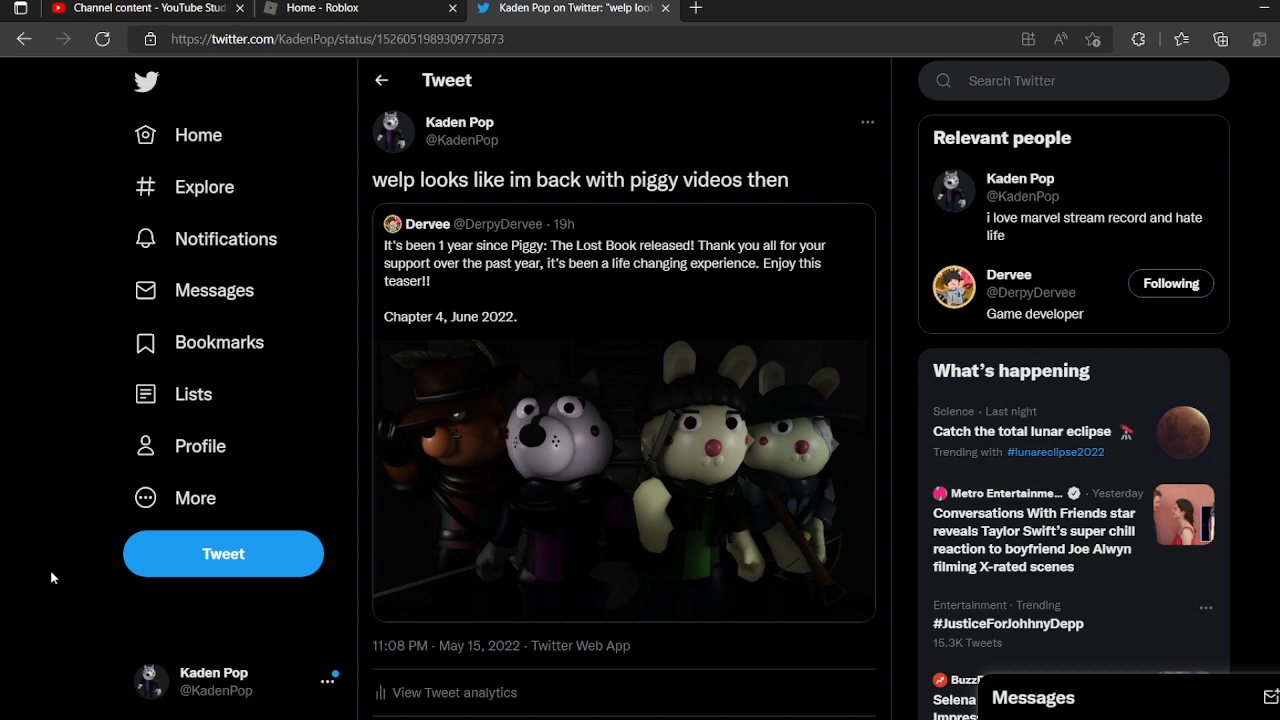 Channel content - YouTube Stud
Home - Roblox
Kaden Pop on Twitter: "welp look
https://twitter.com/KadenPop/status/1526051989309775873
Home
Explore
Notifications
Messages
Bookmarks
Lists
Profile
More
Tweet
Kaden Pop
@KadenPop
Tweet
Kaden Pop
@KadenPop
welp looks like im back with piggy videos then
Dervee @DerpyDervee · 19h
It's been 1 year since Piggy: The Lost Book released! Thank you all for your
support over the past year, it's been a life changing experience. Enjoy this
teaser!!
Chapter 4, June 2022.
11:08 PM · May 15, 2022 · Twitter Web App
View Tweet analytics
Search Twitter
Relevant people
Kaden Pop
@KadenPop
i love marvel stream record and hate
life
Dervee
@DerpyDervee
Following
Game developer
What's happening
Science · Last night
Catch the total lunar eclipse
Trending with #lunareclipse2022
Metro Entertainme... · Yesterday
Conversations With Friends star
reveals Taylor Swift's super chill
reaction to boyfriend Joe Alwyn
filming X-rated scenes
Entertainment · Trending
#JusticeForJohhnyDepp
15.3K Tweets
BuzzF
Selena
Impres
Messages